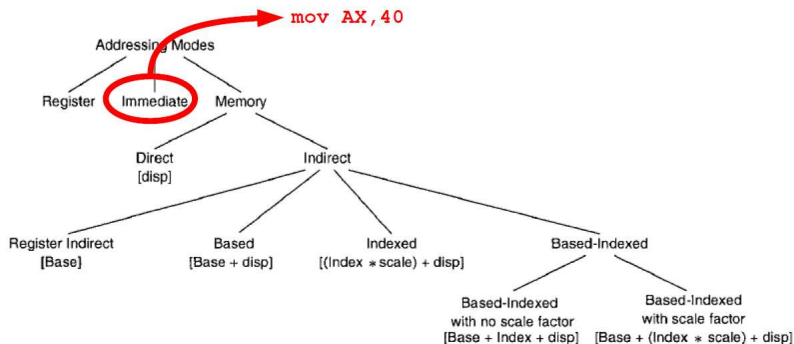 mov AX,40
Addressing Modes
Register Immediate Memory
Direct
[disp]
Indirect
Register Indirect
[Base]
Based
[Base + disp]
Indexed
[(Index * scale) + disp]
Based-Indexed
Based-Indexed
with no scale factor
[Base + Index + disp]
Based-Indexed
with scale factor
[Base + (Index * scale) + disp]